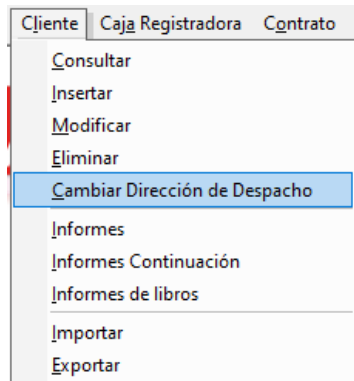 Cliente Caja Registradora Contrato
Consultar
Insertar
Modificar
Eliminar
Cambiar Dirección de Despacho
Informes
Informes Continuación
Informes de libros
Importar
Exportar